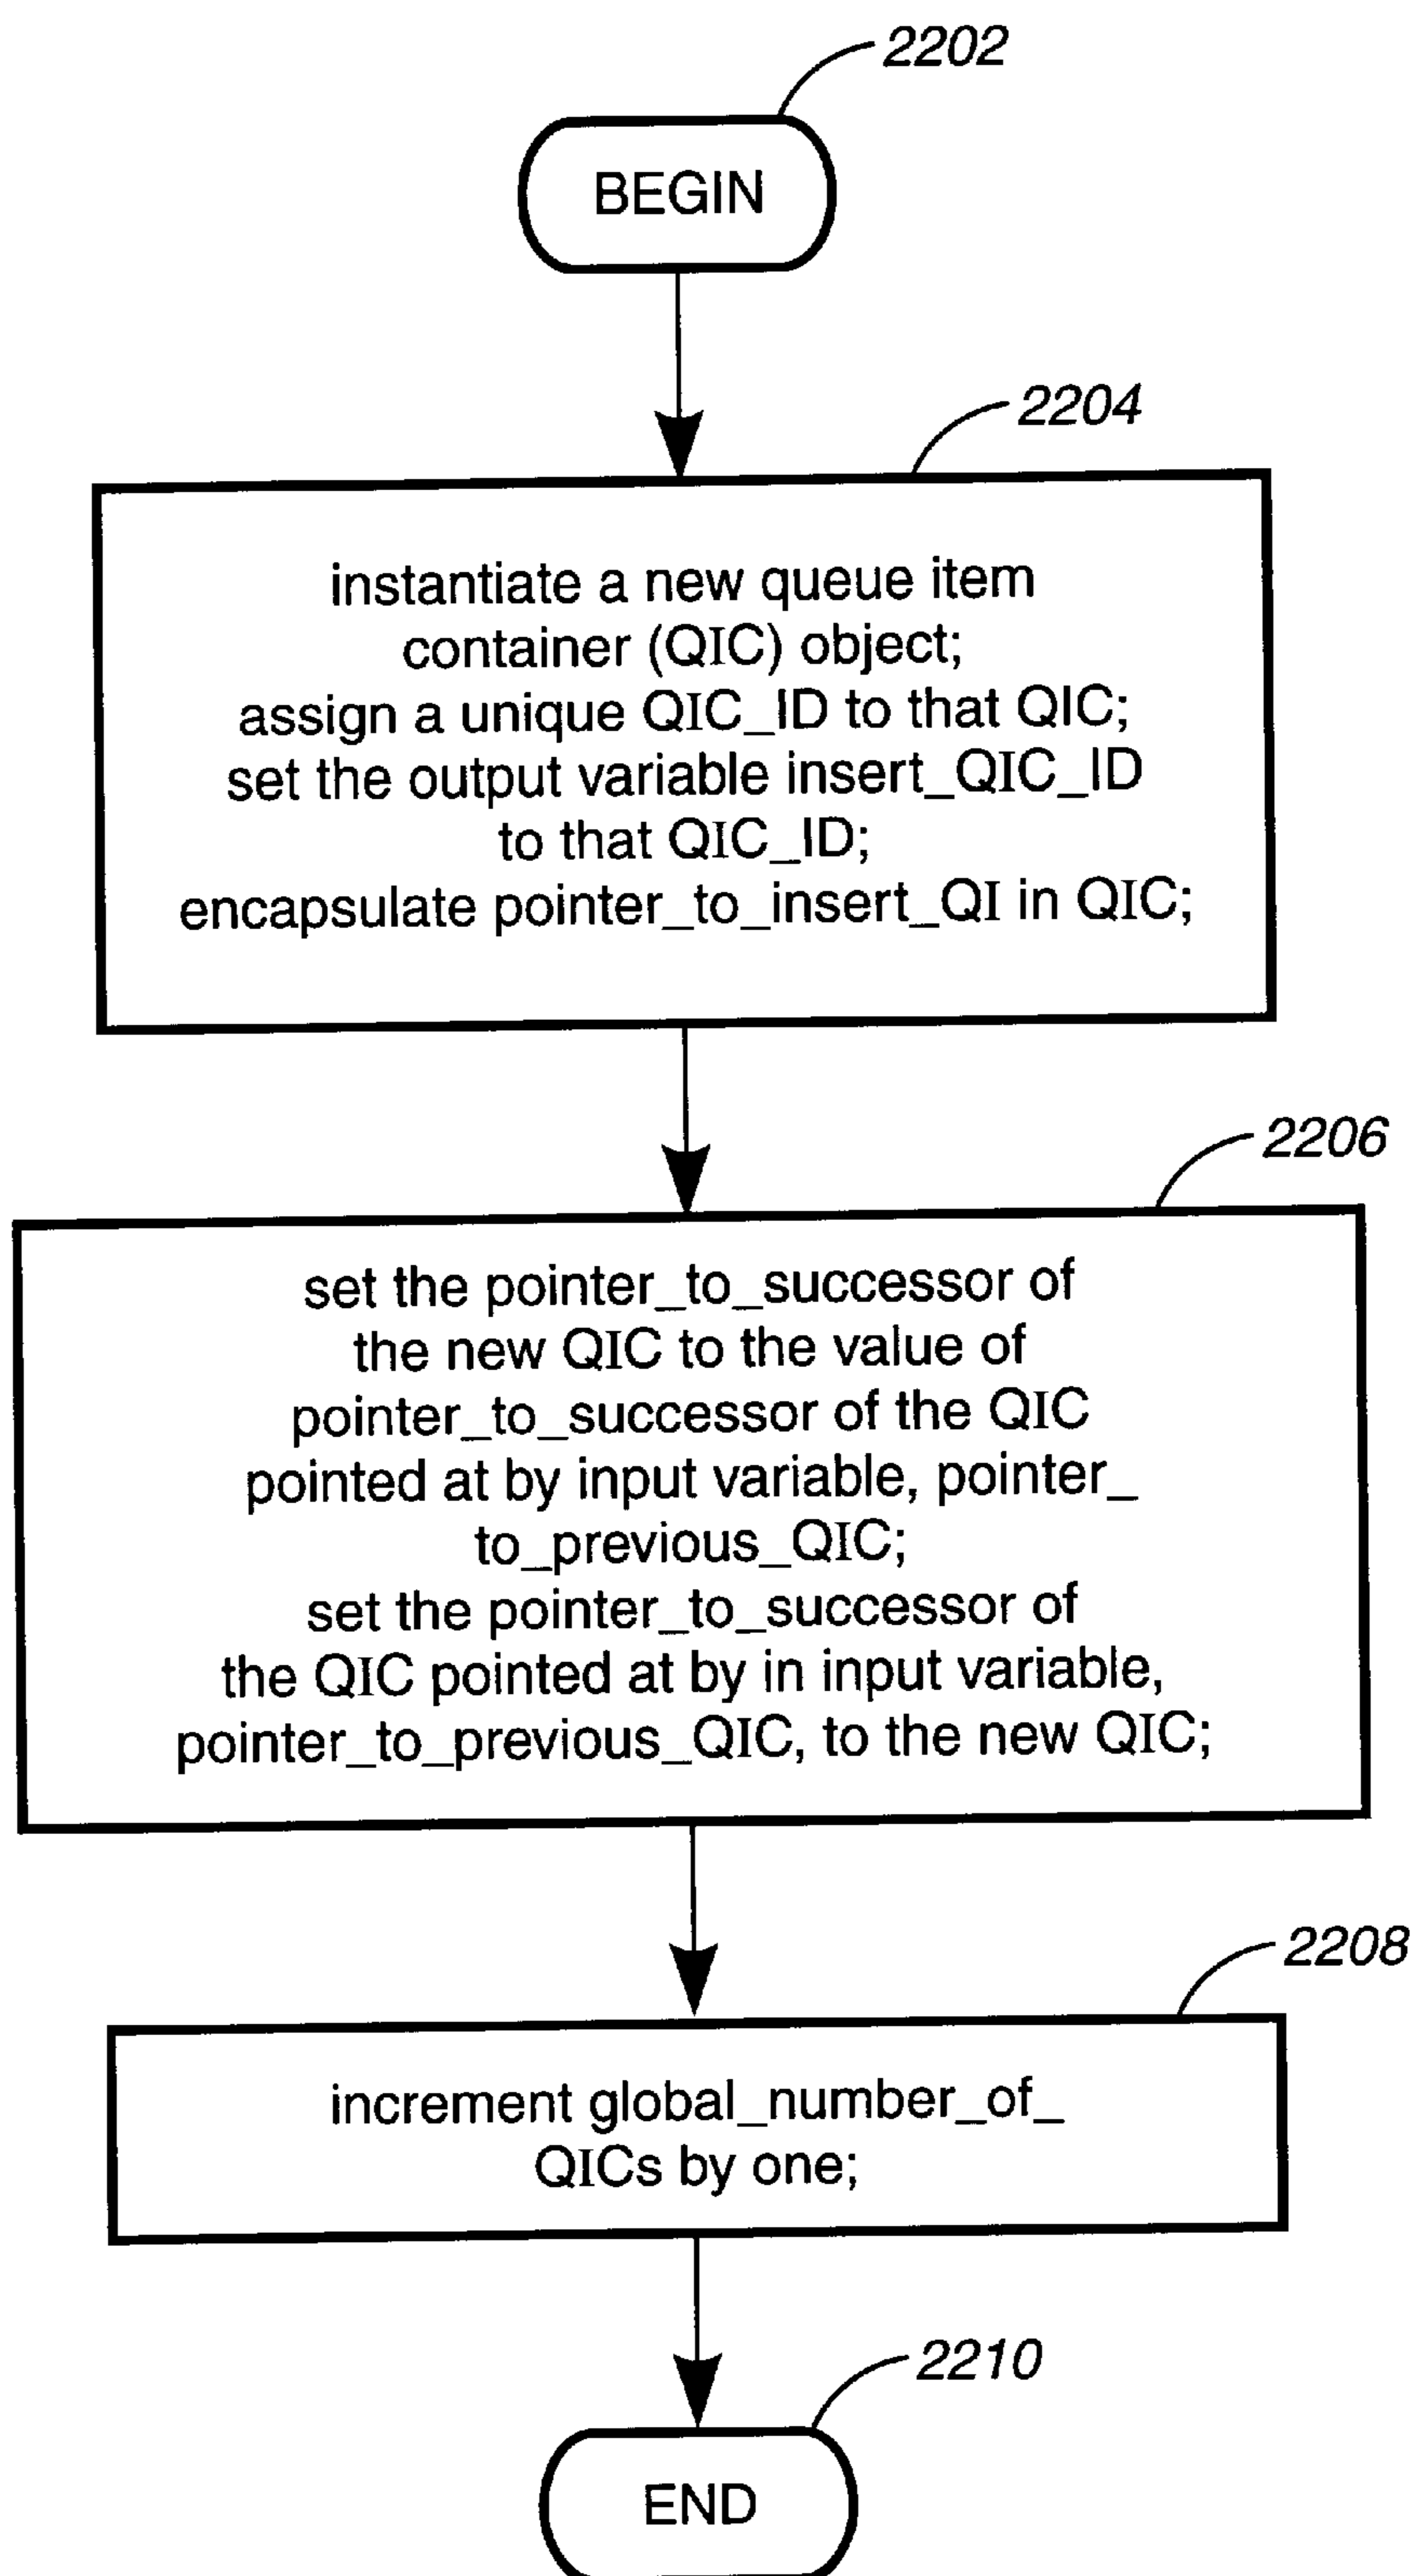 2202
BEGIN
2204
instantiate a new queue item
container (QIC) object;
assign a unique QIC_ID to that QIC;
set the output variable insert_QIC_ID
to that QIC_ID;
encapsulate pointer_to_insert_QI in QIC;
2206
set the pointer_to_successor of
the new QIC to the value of
pointer_to_successor of the QIC
pointed at by input variable, pointer_
to_previous_QIC;
set the pointer_to_successor of
the QIC pointed at by in input variable,
pointer_to_previous_QIC, to the new QIC;
2208
increment global_number_of_
QICs by one;
2210
END